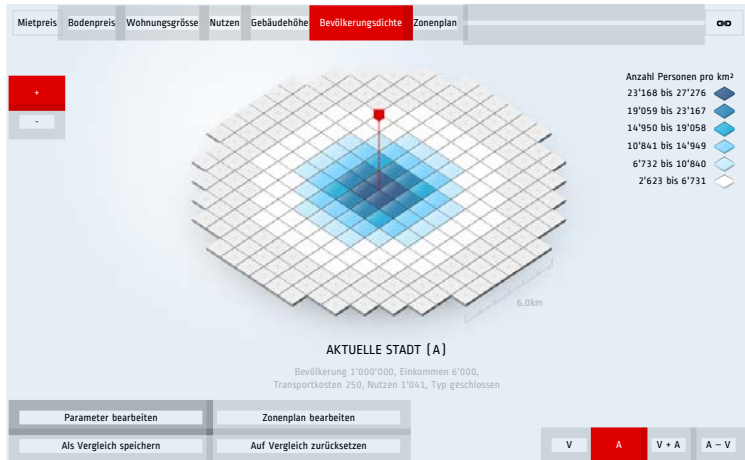 Mietpreis Bodenpreis Wohnungsgrösse Nutzen Gebäudehöhe Bevölkerungsdichte Zonenplan
+
-
Anzahl Personen pro km²
23'168 bis 27'276
19'059 bis 23'167
14'950 bis 19'058
10'841 bis 14'949
6'732 bis 10'840
2'623 bis 6'731
6.0km
AKTUELLE STADT (A)
Bevölkerung 1'000'000, Einkommen 6'000,
Transportkosten 250, Nutzen 1'041, Typ geschlossen
Parameter bearbeiten Zonenplan bearbeiten
Als Vergleich speichern Auf Vergleich zurücksetzen
V A V + A A – V